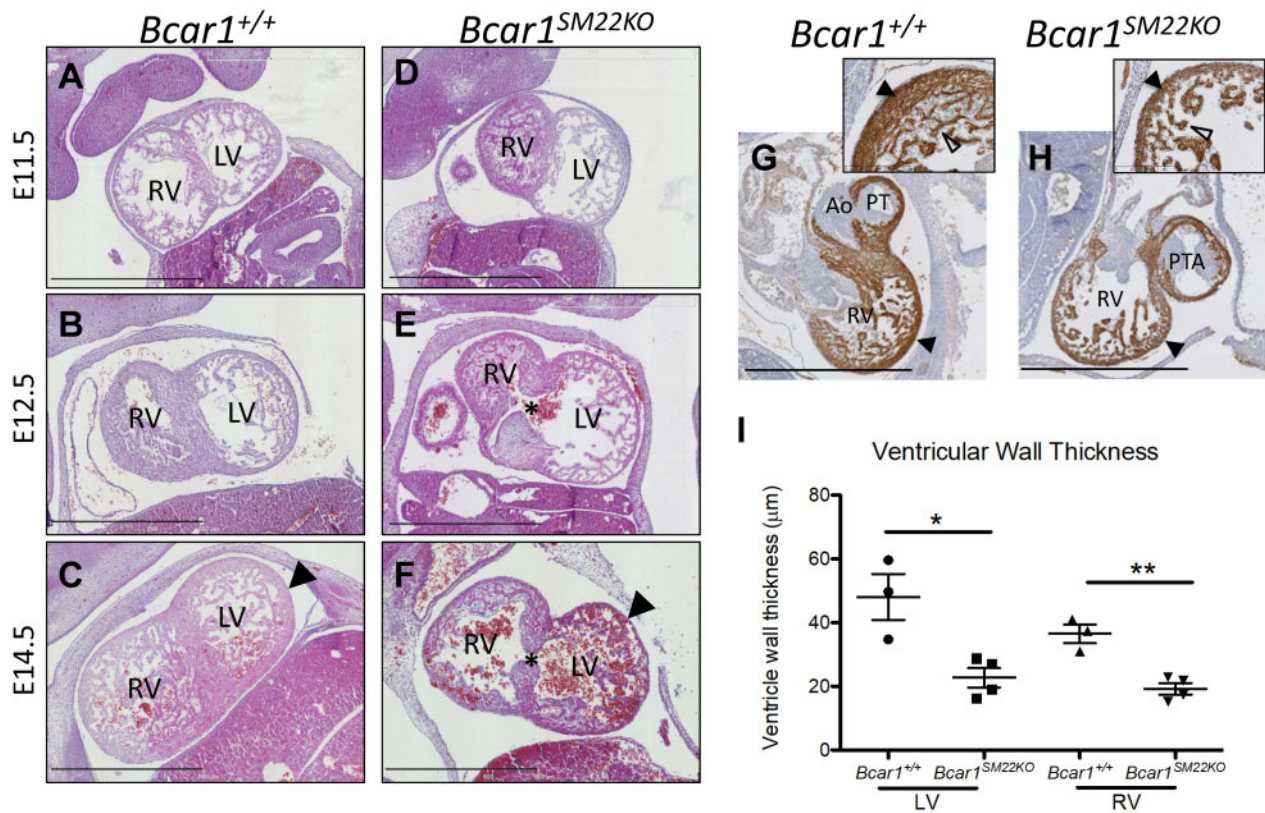 Bcar1+/+
Bcar1SM22KO
Bcar1+/+
Bcar1SM22KO
E11.5
A
RV
LV
D
RV
LV
E12.5
B
RV
LV
E
RV
*
LV
E14.5
C
LV
RV
F
RV
*
LV
G
Ao
PT
RV
H
PTA
RV
I
Ventricular Wall Thickness
Ventricle wall thickness (μm)
80
60
40
20
0
*
**
Bcar1+/+
Bcar1SM22KO
Bcar1+/+
Bcar1SM22KO
LV
RV